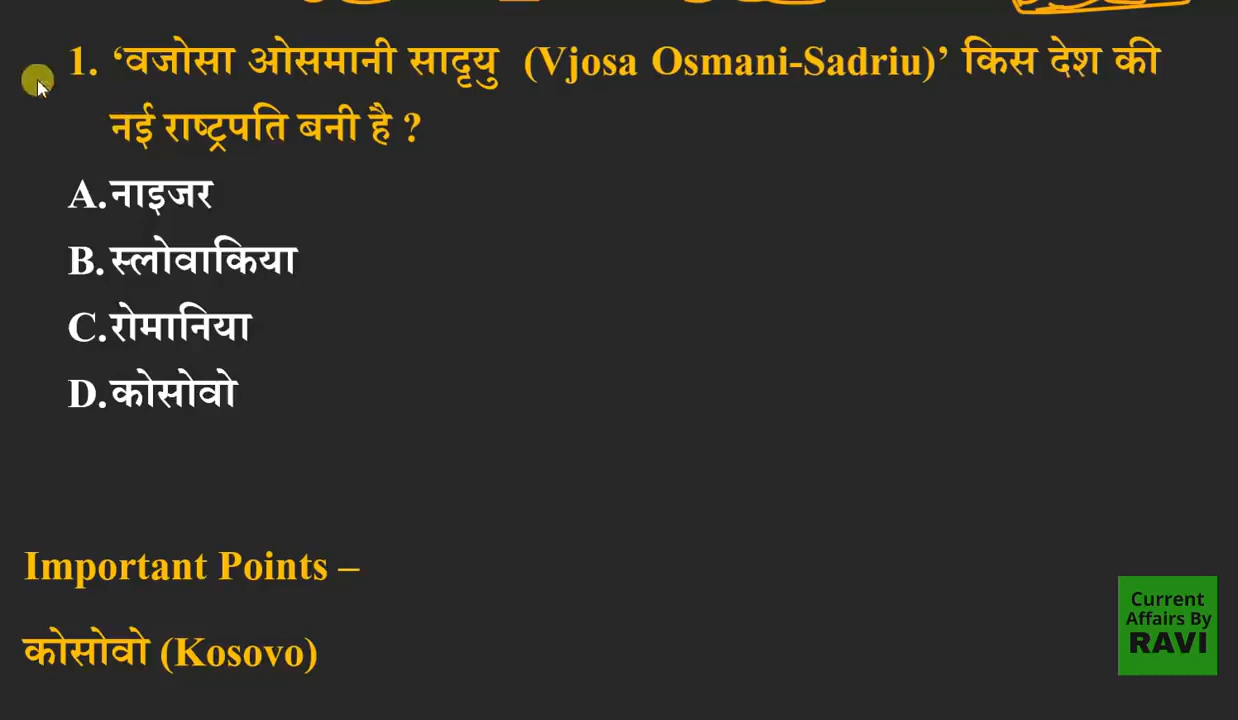 1. ‘वजोसा ओसमानी सादृयु (Vjosa Osmani-Sadriu)’ किस देश की
नई राष्ट्रपति बनी है ?
A.नाइजर
B.स्लोवाकिया
C.रोमानिया
D.कोसोवो
Important Points –
कोसोवो (Kosovo)
Current
Affairs By
RAVI